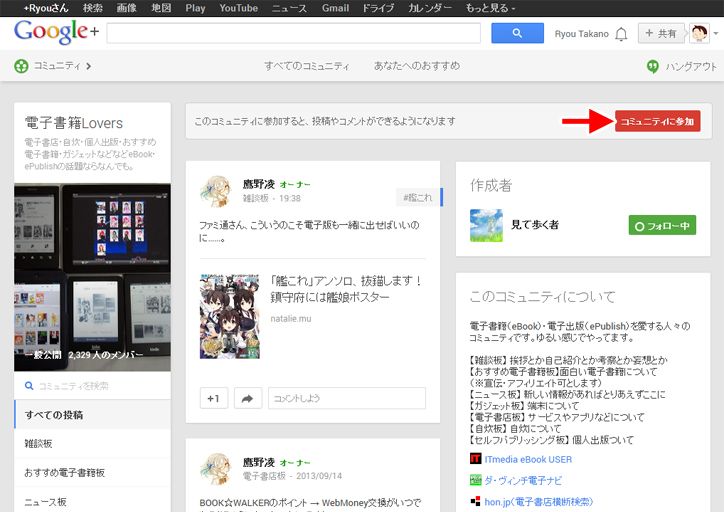 +Ryouさん 検索 画像 地図 Play YouTube ニュース Gmail ドライブ カレンダー もっと見る
Google+
Ryou Takano
+ 共有
コミュニティ
すべてのコミュニティ
あなたへのおすすめ
ハングアウト
電子書籍Lovers
電子書店・自炊・個人出版・おすすめ
電子書籍・ガジェットなどなどeBook・
ePublishの話題ならなんでも。
一般公開 2,329 人のメンバー
コミュニティを検索
すべての投稿
雑談板
おすすめ電子書籍板
ニュース板
このコミュニティに参加すると、投稿やコメントができるようになります
コミュニティに参加
鷹野凌 オーナー
雑談板 - 19:38
#艦これ
ファミ通さん、こういうのこそ電子版も一緒に出せばいいの
に……。
「艦これ」アンソロ、抜錨します！
鎮守府には艦娘ポスター
natalie.mu
+1
コメントしよう
鷹野凌 オーナー
電子書店板 - 2013/09/14
BOOK☆WALKERのポイント → WebMoney交換がいつで
作成者
見て歩く者
フォロー中
このコミュニティについて
電子書籍（eBook）・電子出版（ePublish）を愛する人々の
コミュニティです。ゆるい感じでやってます。
【雑談板】 挨拶とか自己紹介とか考察とか妄想とか
【おすすめ電子書籍板】面白い電子書籍について
（※宣伝・アフィリエイト可とします）
【ニュース板】 新しい情報があればとりあえずここに
【ガジェット板】 端末について
【電子書店板】 サービスやアプリなどについて
【自炊板】 自炊について
【セルフパブリッシング板】 個人出版ついて
ITmedia eBook USER
ダ・ヴィンチ電子ナビ
hon.jp（電子書店横断検索）